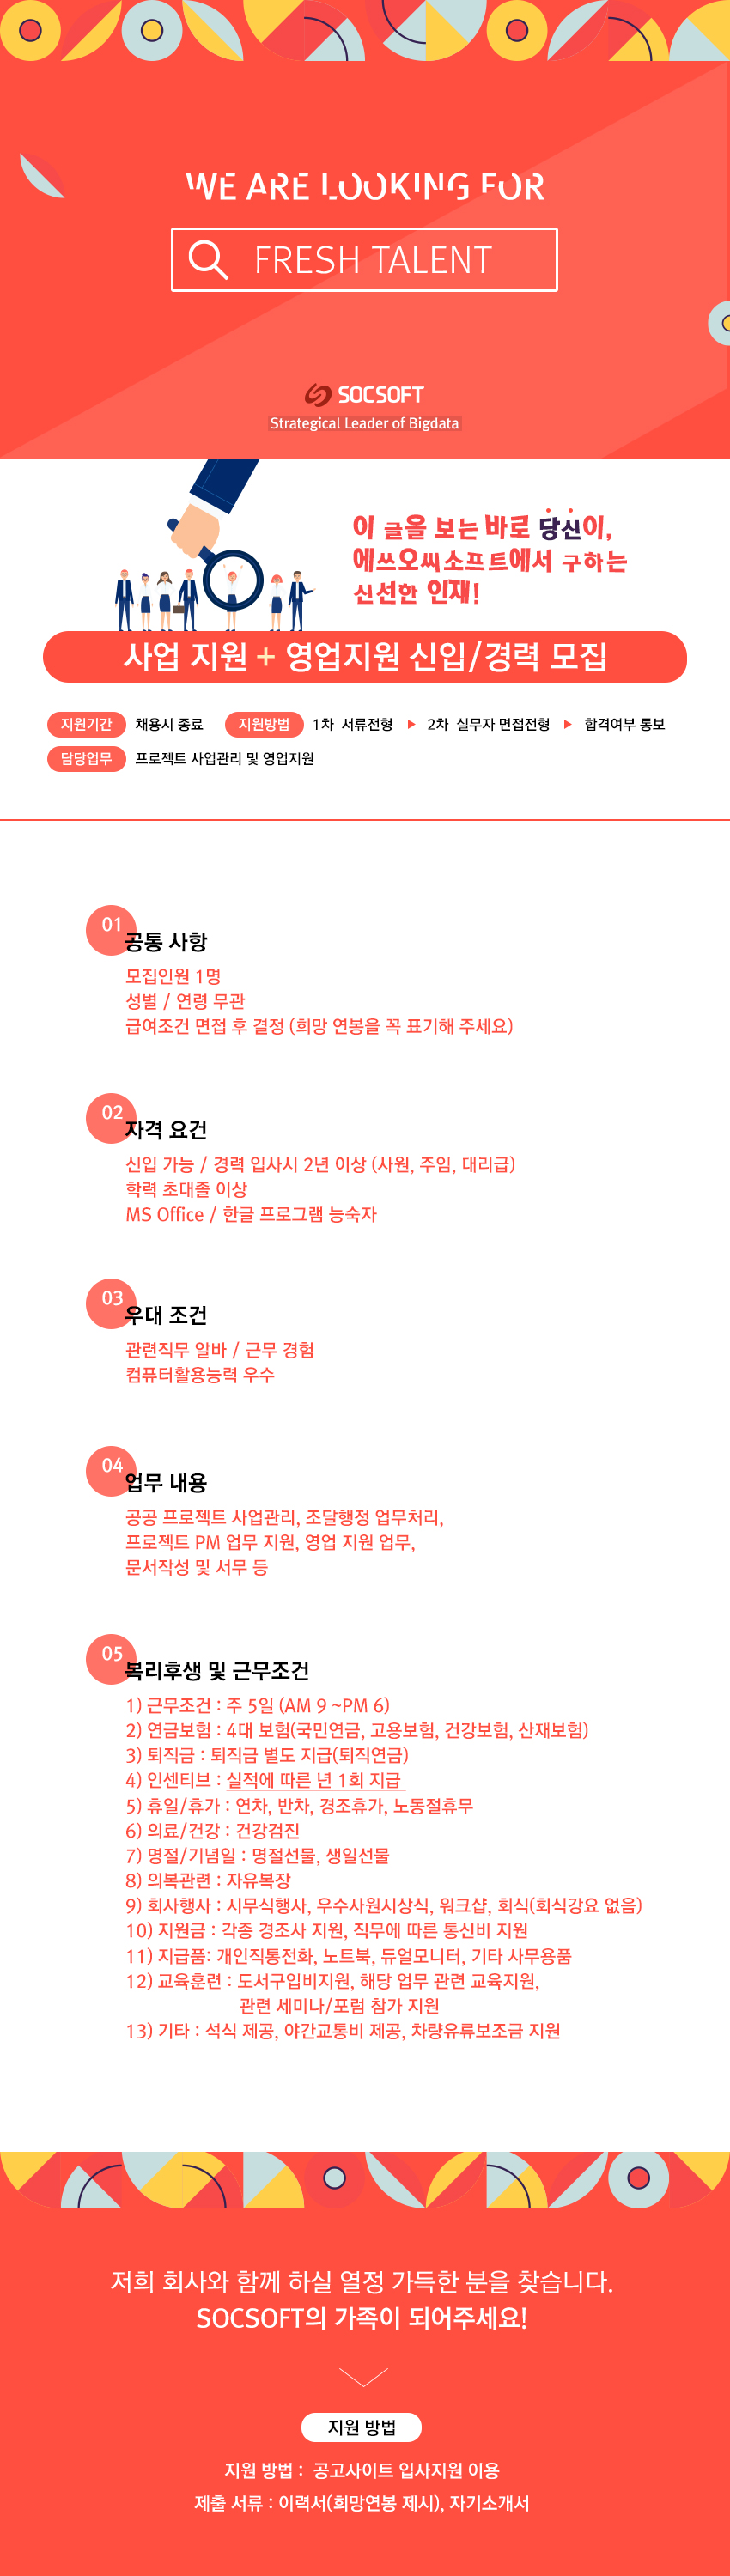 WE ARE LOOKING FOR
FRESH TALENT
SOCSOFT
Strategical Leader of Bigdata
이 글을 보는 바로 당신이,
에쓰오씨소프트에서 구하는
신선한 인재!
사업 지원 + 영업지원 신입/경력 모집
지원기간 채용시 종료 지원방법 1차 서류전형 ▶ 2차 실무자 면접전형 ▶ 합격여부 통보
담당업무 프로젝트 사업관리 및 영업지원
01
공통 사항
모집인원 1명
성별 / 연령 무관
급여조건 면접 후 결정 (희망 연봉을 꼭 표기해 주세요)
02
자격 요건
신입 가능 / 경력 입사시 2년 이상 (사원, 주임, 대리급)
학력 초대졸 이상
MS Office / 한글 프로그램 능숙자
03
우대 조건
관련직무 알바 / 근무 경험
컴퓨터활용능력 우수
04
업무 내용
공공 프로젝트 사업관리, 조달행정 업무처리,
프로젝트 PM 업무 지원, 영업 지원 업무,
문서작성 및 서무 등
05
복리후생 및 근무조건
1) 근무조건 : 주 5일 (AM 9 ~PM 6)
2) 연금보험 : 4대 보험(국민연금, 고용보험, 건강보험, 산재보험)
3) 퇴직금 : 퇴직금 별도 지급(퇴직연금)
4) 인센티브 : 실적에 따른 년 1회 지급
5) 휴일/휴가 : 연차, 반차, 경조휴가, 노동절휴무
6) 의료/건강 : 건강검진
7) 명절/기념일 : 명절선물, 생일선물
8) 의복관련 : 자유복장
9) 회사행사 : 시무식행사, 우수사원시상식, 워크샵, 회식(회식강요 없음)
10) 지원금 : 각종 경조사 지원, 직무에 따른 통신비 지원
11) 지급품: 개인직통전화, 노트북, 듀얼모니터, 기타 사무용품
12) 교육훈련 : 도서구입비지원, 해당 업무 관련 교육지원,
관련 세미나/포럼 참가 지원
13) 기타 : 석식 제공, 야간교통비 제공, 차량유류보조금 지원
저희 회사와 함께 하실 열정 가득한 분을 찾습니다.
SOCSOFT의 가족이 되어주세요!
지원 방법
지원 방법 : 공고사이트 입사지원 이용
제출 서류 : 이력서(희망연봉 제시), 자기소개서